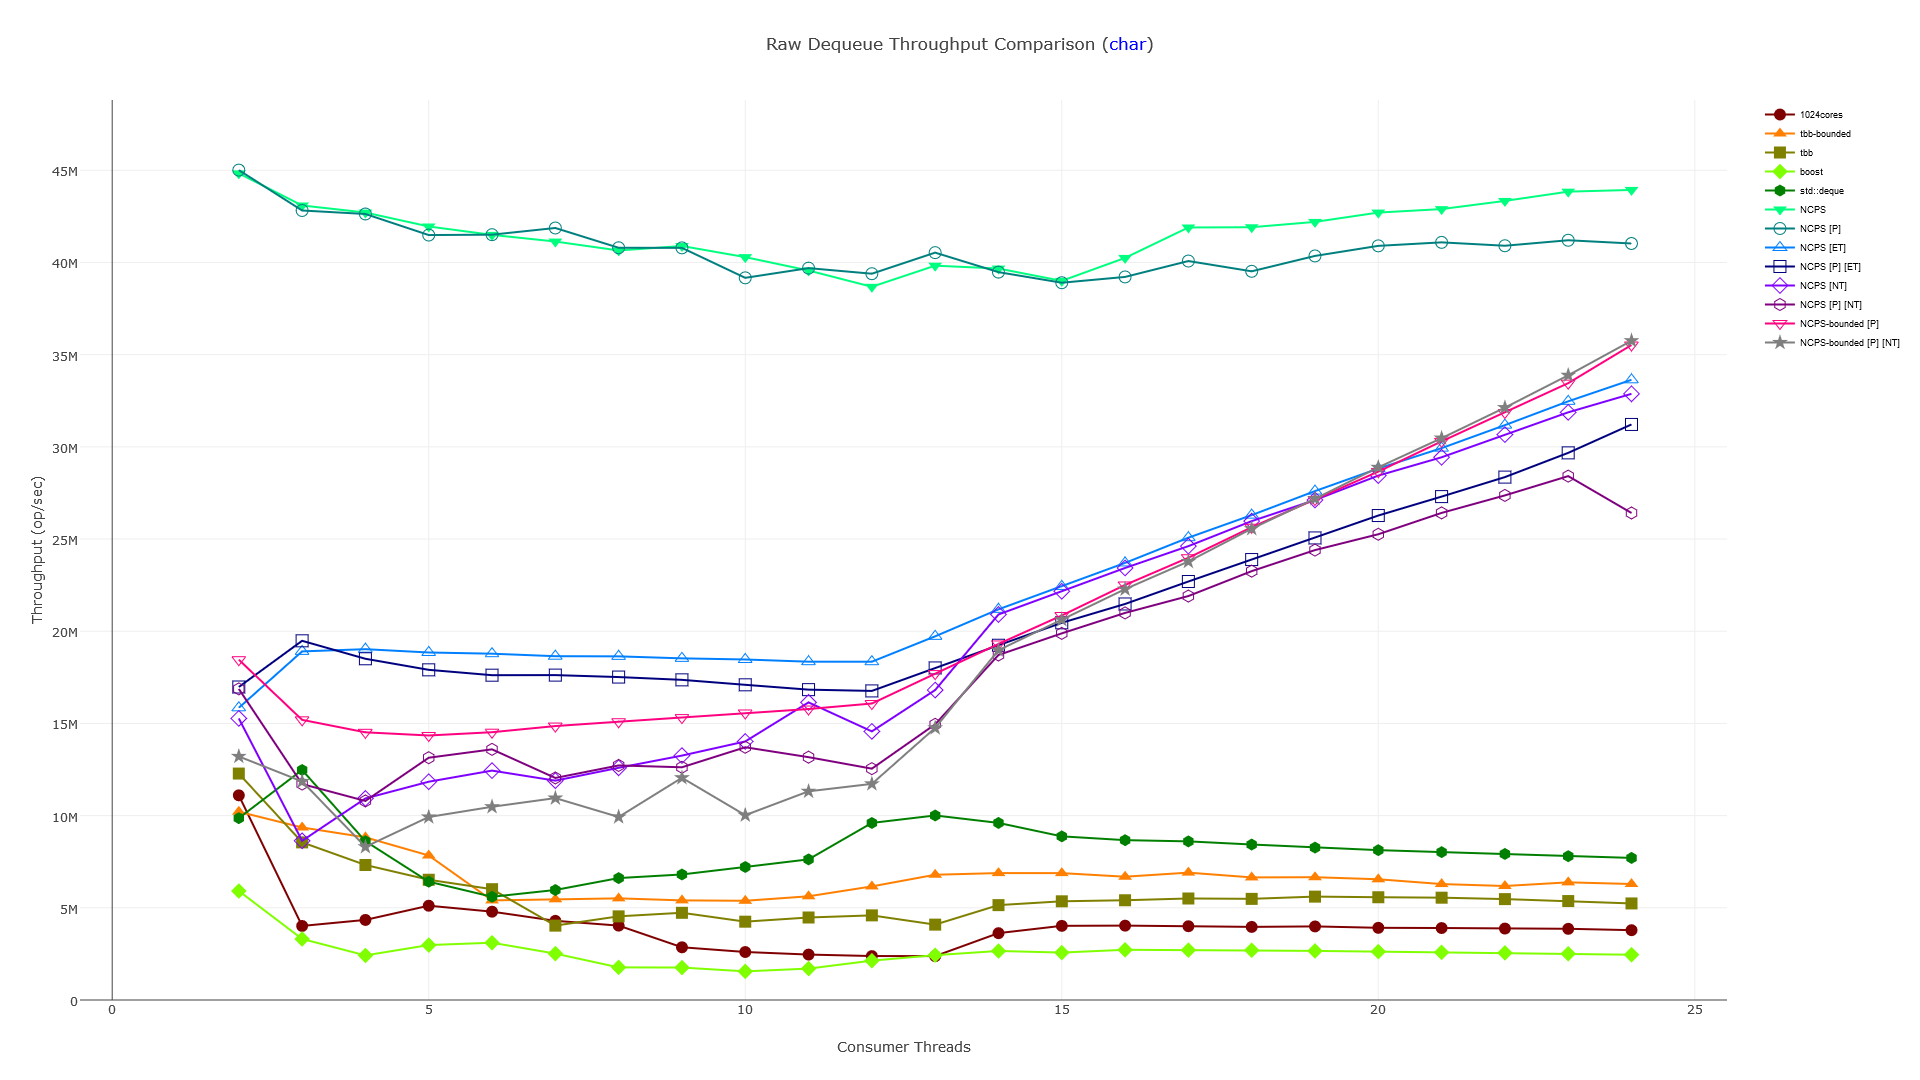 Raw Dequeue Throughput Comparison (char)
1024cores
tbb-bounded
tbb
boost
std::deque
NCPS
NCPS [P]
NCPS [ET]
NCPS [P] [ET]
NCPS [NT]
NCPS [P] [NT]
NCPS-bounded [P]
NCPS-bounded [P] [NT]
45M
40M
35M
30M
25M
20M
15M
10M
5M
0
Throughput (op/sec)
0 5 10 15 20 25
Consumer Threads